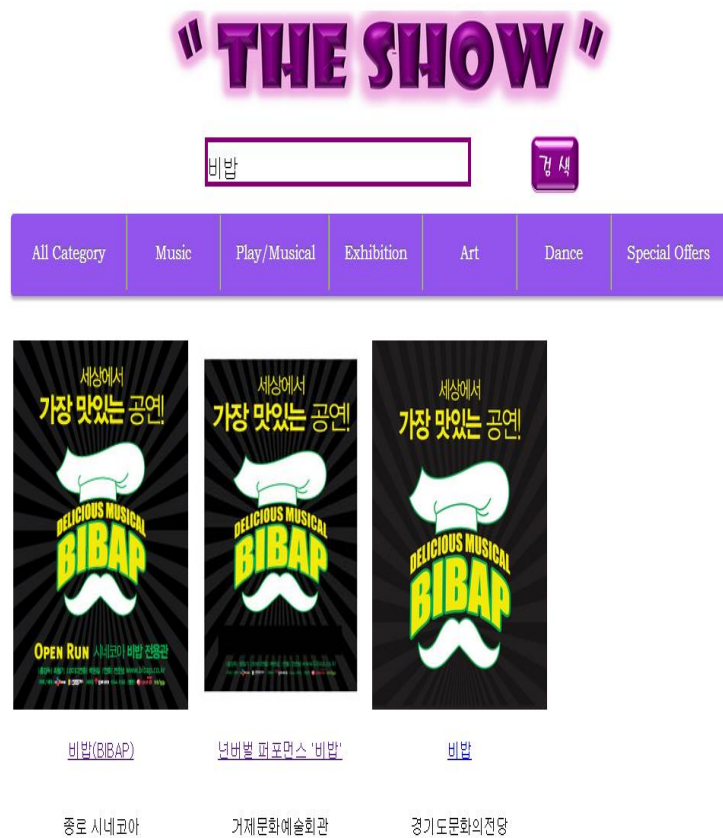 " THE SHOW "
비밥
검 색
All Category Music Play/Musical Exhibition Art Dance Special Offers
세상에서
가장 맛있는 공연!
DELICIOUS MUSICAL
BIBAP
OPEN RUN 시네코아 비밥 전용관
www.bibap.co.kr
세상에서
가장 맛있는 공연!
DELICIOUS MUSICAL
BIBAP
세상에서
가장 맛있는 공연!
DELICIOUS MUSICAL
BIBAP
비밥(BIBAP) 넌버벌 퍼포먼스 '비밥' 비밥
종로 시네코아 거제문화예술회관 경기도문화의전당